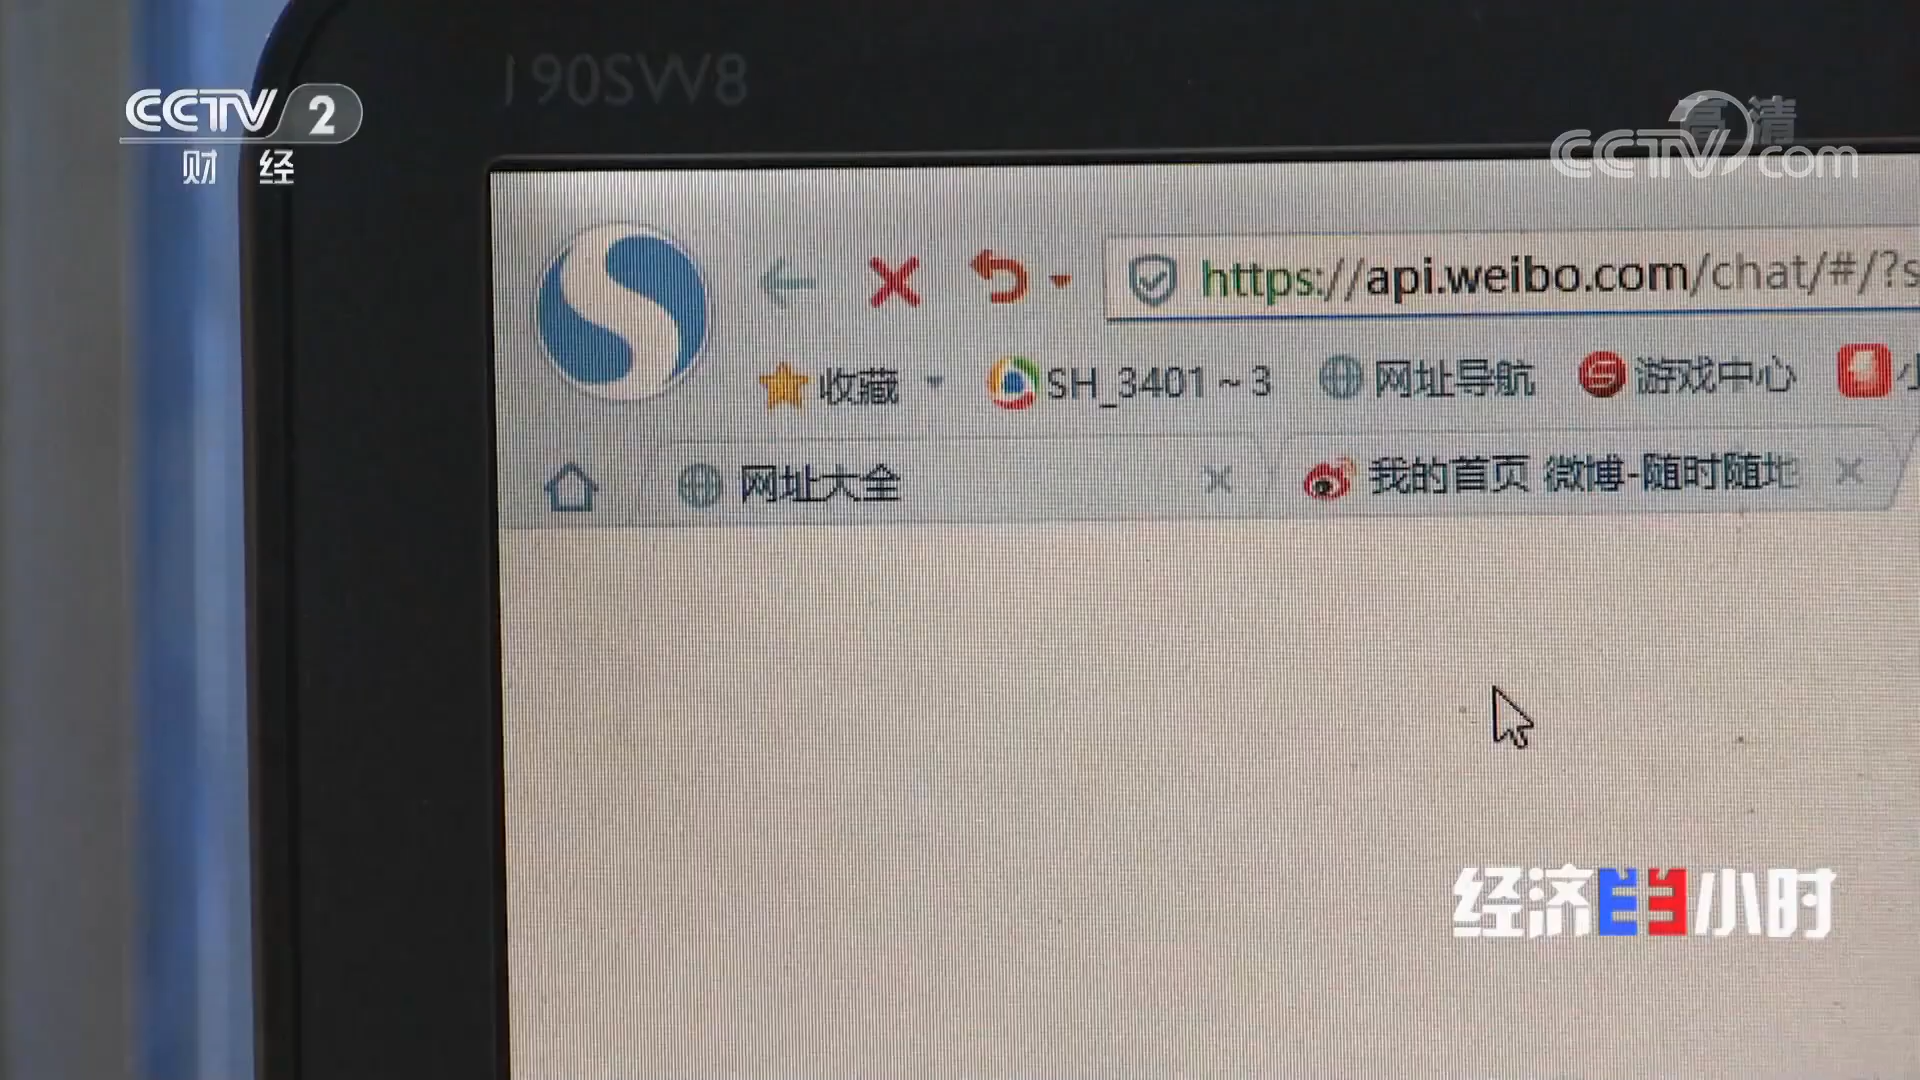 190SW8
CCTV 2
财 经
高清
CCTV.com
https://api.weibo.com/chat/#/?s
收藏 SH_3401 ~ 3 网址导航 游戏中心
网址大全 我的首页 微博-随时随地
经济半小时